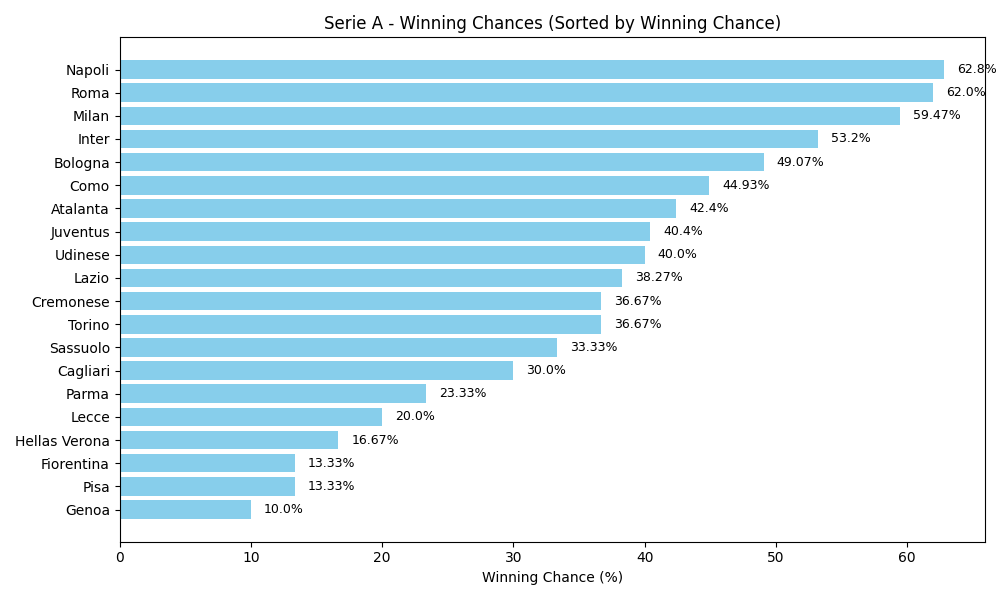 Serie A - Winning Chances (Sorted by Winning Chance)
Napoli 62.8%
Roma 62.0%
Milan 59.47%
Inter 53.2%
Bologna 49.07%
Como 44.93%
Atalanta 42.4%
Juventus 40.4%
Udinese 40.0%
Lazio 38.27%
Cremonese 36.67%
Torino 36.67%
Sassuolo 33.33%
Cagliari 30.0%
Parma 23.33%
Lecce 20.0%
Hellas Verona 16.67%
Fiorentina 13.33%
Pisa 13.33%
Genoa 10.0%
0 10 20 30 40 50 60
Winning Chance (%)